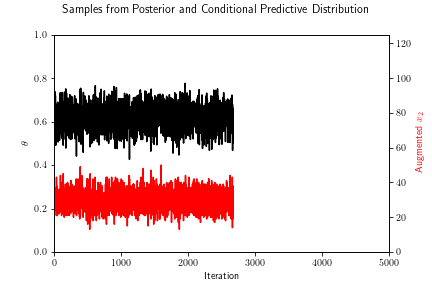 Samples from Posterior and Conditional Predictive Distribution
1.0
0.8
0.6
0.4
0.2
0.0
θ
120
100
80
60
40
20
0
Augmented x₂
0 1000 2000 3000 4000 5000
Iteration